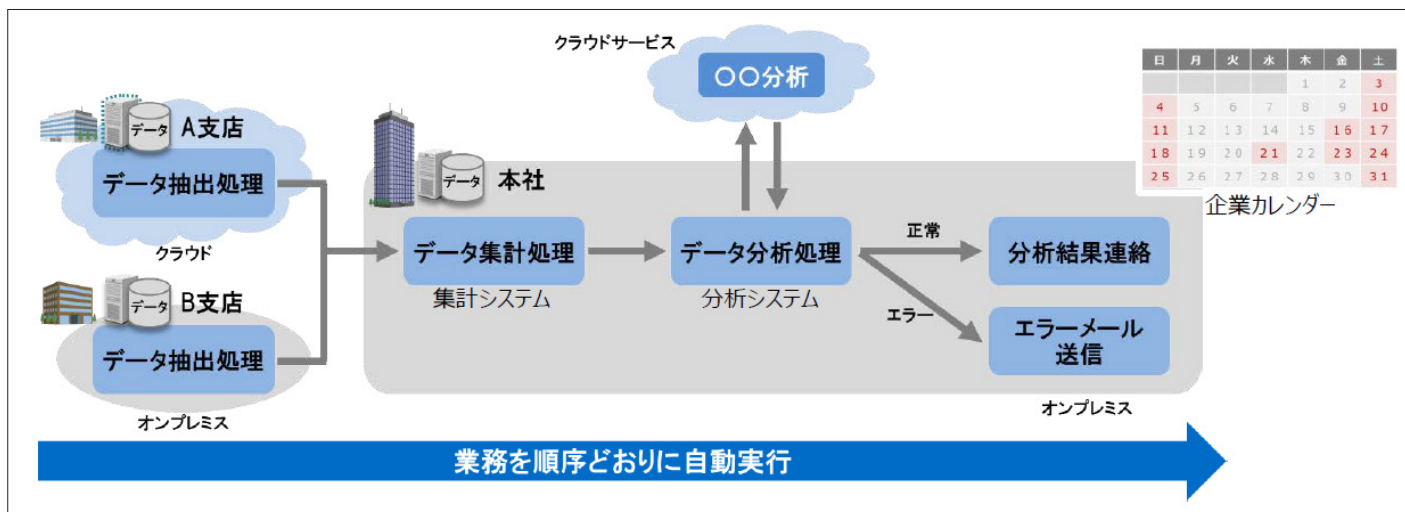 クラウドサービス
〇〇分析
日 月 火 水 木 金 土
1 2 3
4 5 6 7 8 9 10
11 12 13 14 15 16 17
18 19 20 21 22 23 24
25 26 27 28 29 30 31
企業カレンダー
データ A支店
データ抽出処理
クラウド
データ B支店
データ抽出処理
オンプレミス
データ 本社
データ集計処理
集計システム
データ分析処理
分析システム
正常
分析結果連絡
エラー
エラーメール
送信
オンプレミス
業務を順序どおりに自動実行